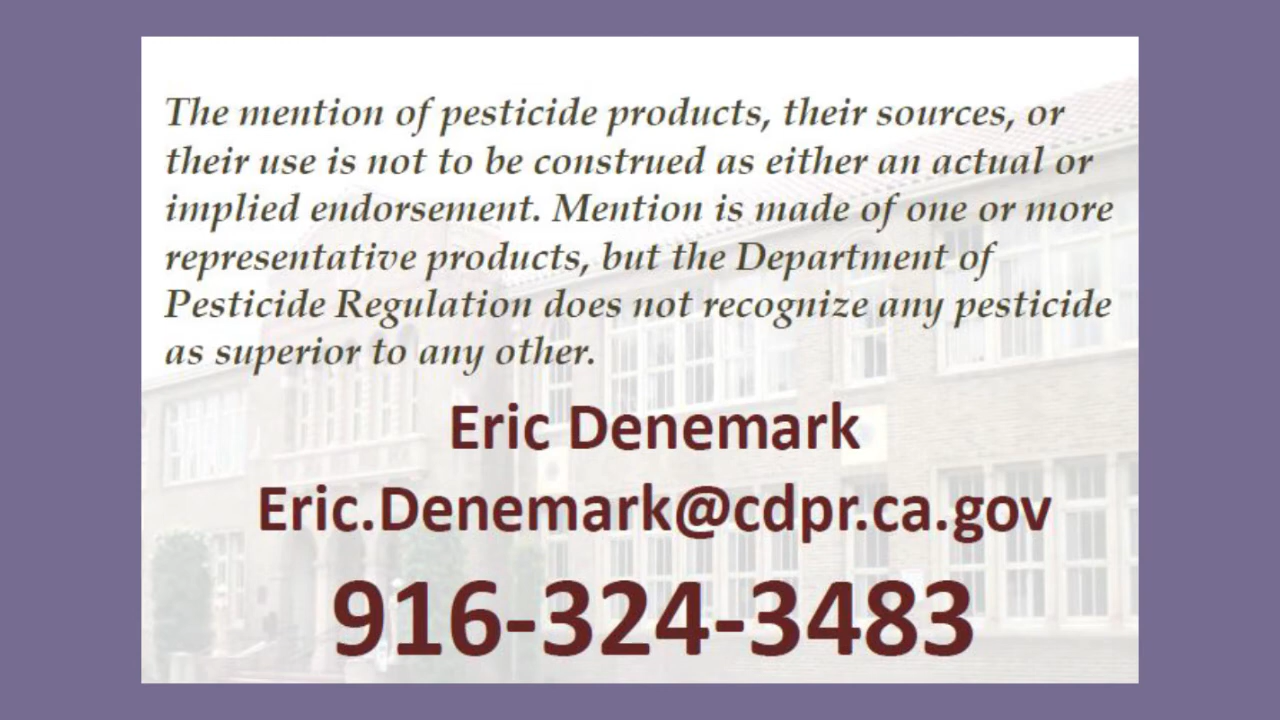 The mention of pesticide products, their sources, or
their use is not to be construed as either an actual or
implied endorsement. Mention is made of one or more
representative products, but the Department of
Pesticide Regulation does not recognize any pesticide
as superior to any other.
Eric Denemark
Eric.Denemark@cdpr.ca.gov
916-324-3483